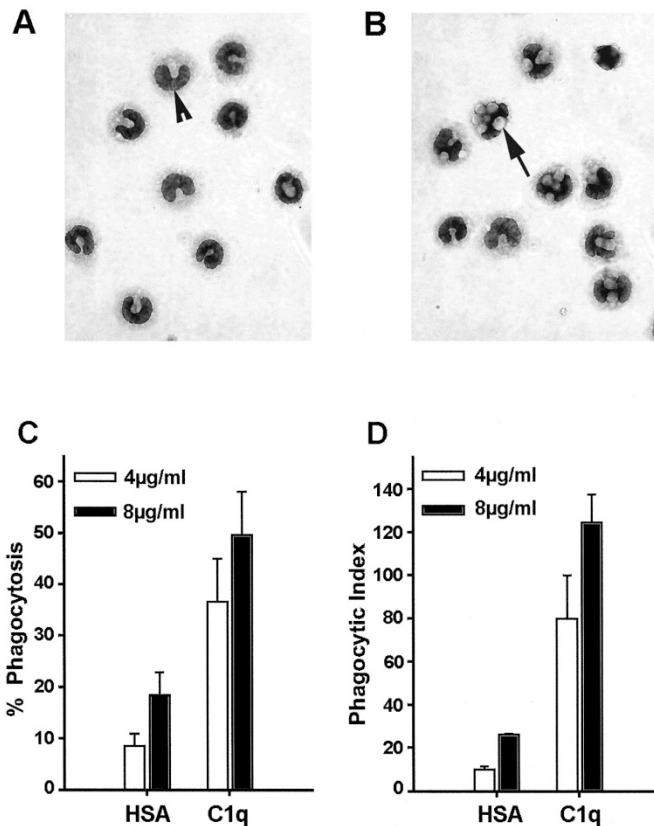 A
B
C
% Phagocytosis
60
50
40
30
20
10
0
4µg/ml
8µg/ml
HSA C1q
D
Phagocytic Index
140
120
100
80
60
40
20
0
4µg/ml
8µg/ml
HSA C1q